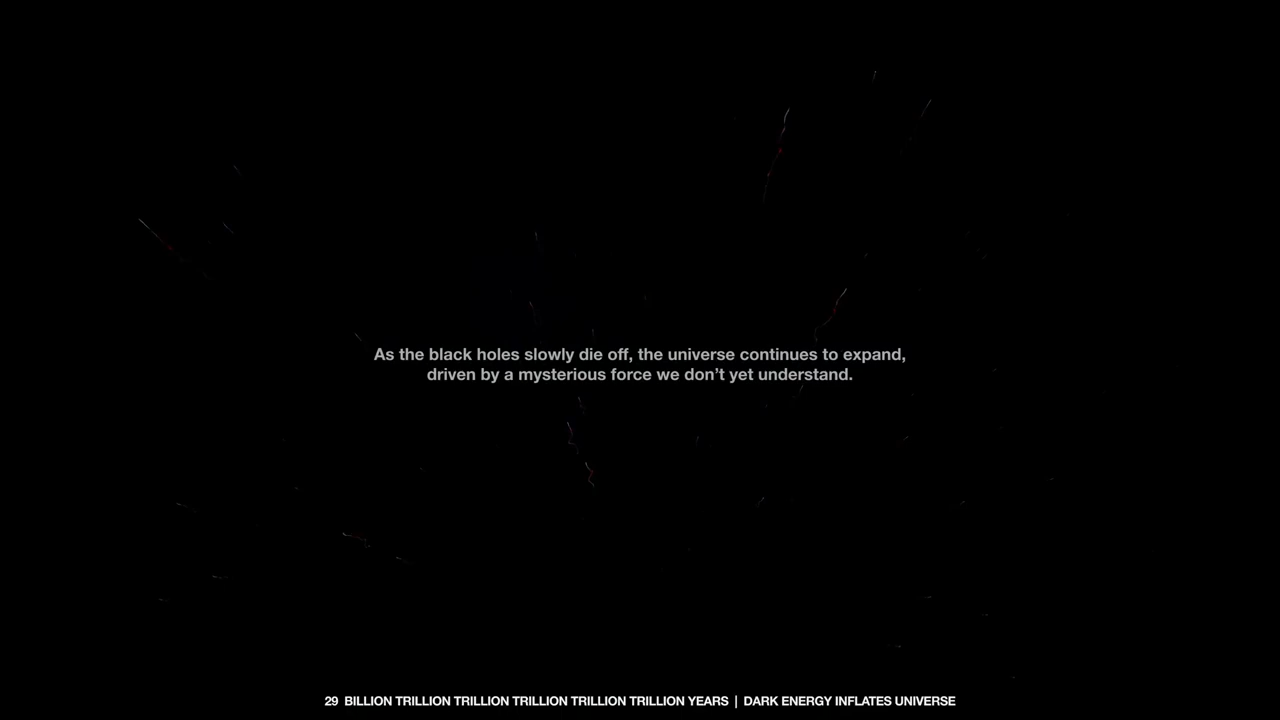 As the black holes slowly die off, the universe continues to expand,
driven by a mysterious force we don’t yet understand.
29 BILLION TRILLION TRILLION TRILLION TRILLION TRILLION YEARS | DARK ENERGY INFLATES UNIVERSE